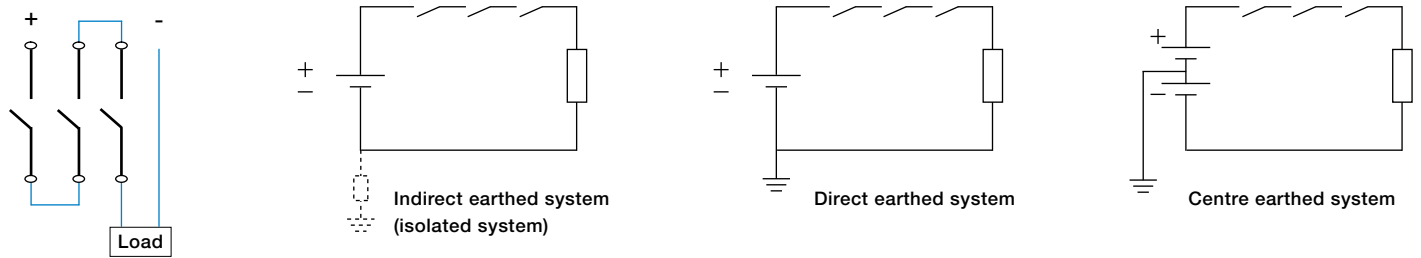 +
-
Load
+
–
Indirect earthed system
(isolated system)
+
–
Direct earthed system
+
–
Centre earthed system